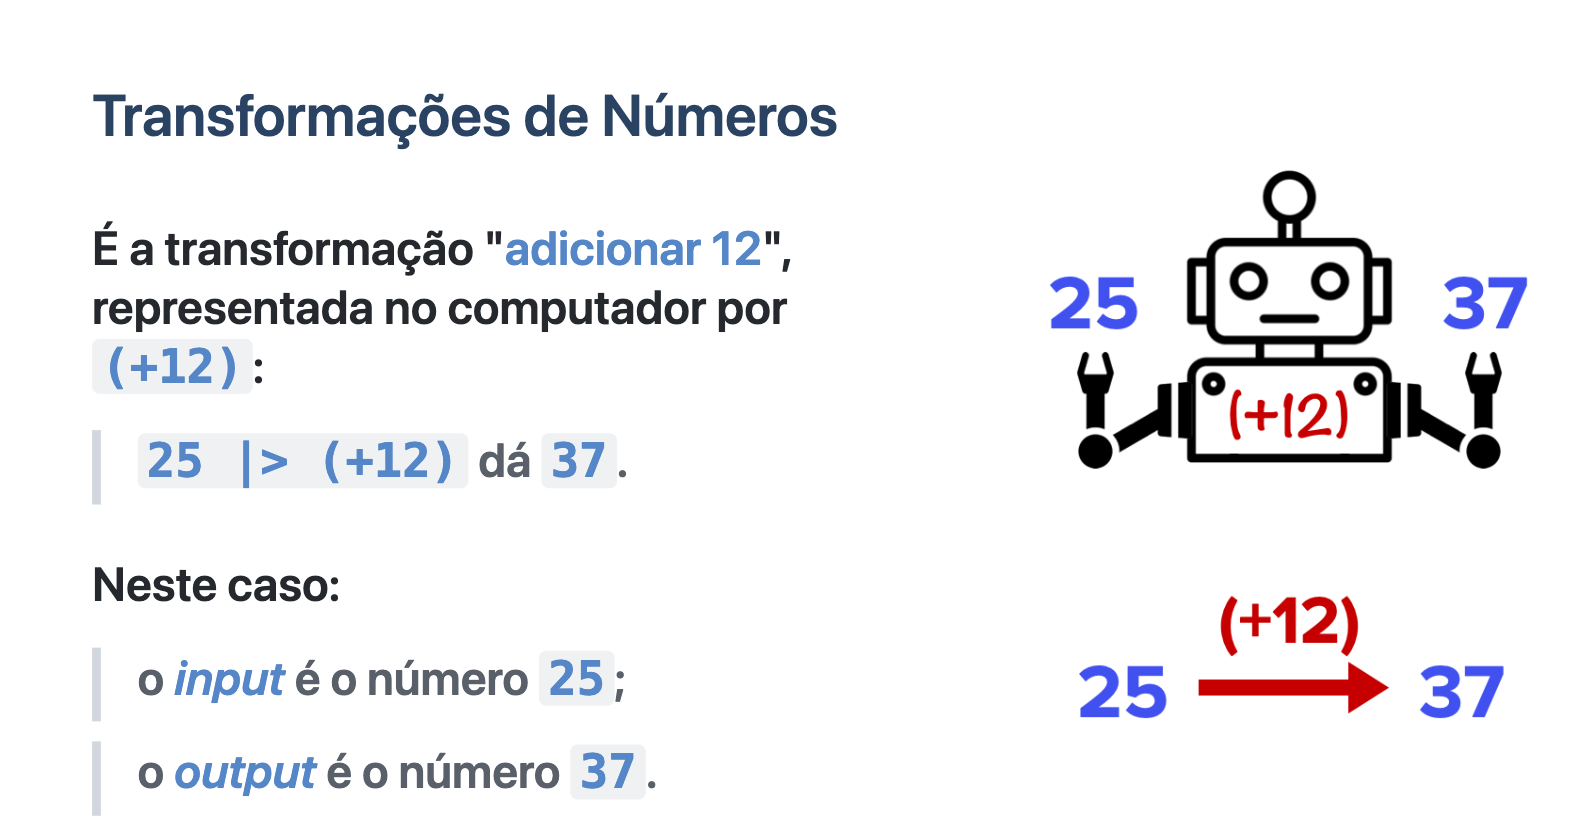 Transformações de Números
É a transformação "adicionar 12",
representada no computador por
(+12):
25 |> (+12) dá 37.
Neste caso:
o input é o número 25;
o output é o número 37.
25
37
(+12)
(+12)
25
37